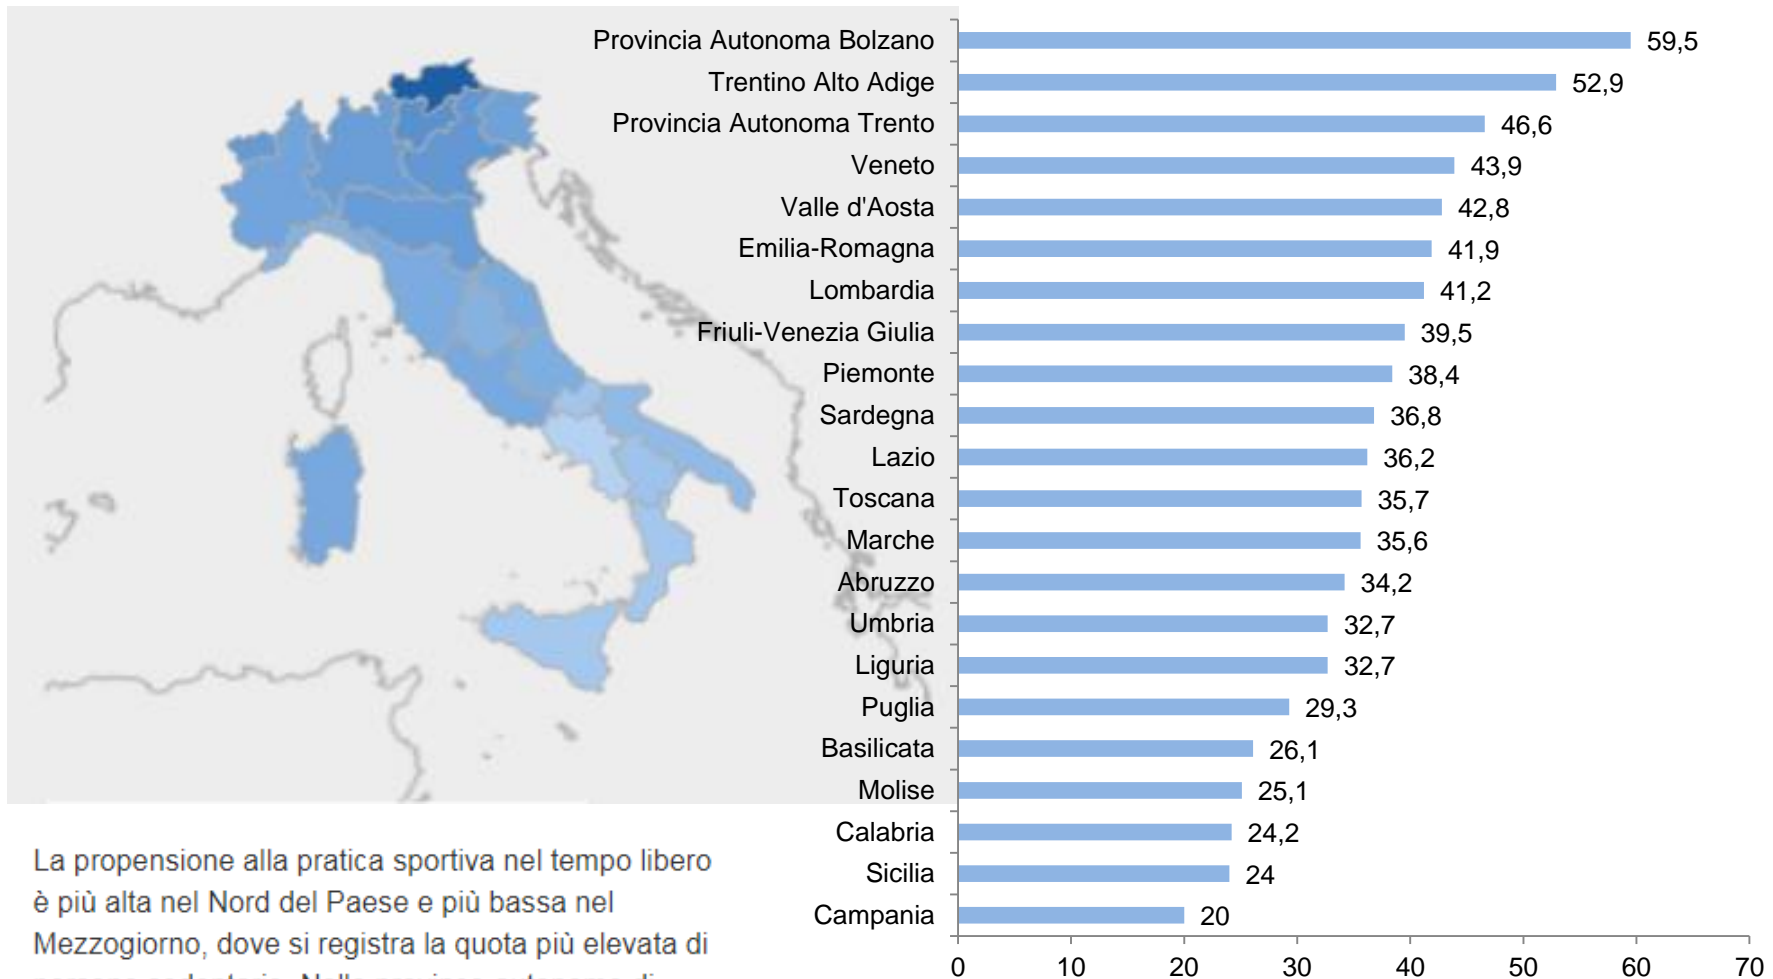 Provincia Autonoma Bolzano 59,5
Trentino Alto Adige 52,9
Provincia Autonoma Trento 46,6
Veneto 43,9
Valle d'Aosta 42,8
Emilia-Romagna 41,9
Lombardia 41,2
Friuli-Venezia Giulia 39,5
Piemonte 38,4
Sardegna 36,8
Lazio 36,2
Toscana 35,7
Marche 35,6
Abruzzo 34,2
Umbria 32,7
Liguria 32,7
Puglia 29,3
Basilicata 26,1
Molise 25,1
Calabria 24,2
Sicilia 24
Campania 20
0 10 20 30 40 50 60 70
La propensione alla pratica sportiva nel tempo libero
è più alta nel Nord del Paese e più bassa nel
Mezzogiorno, dove si registra la quota più elevata di